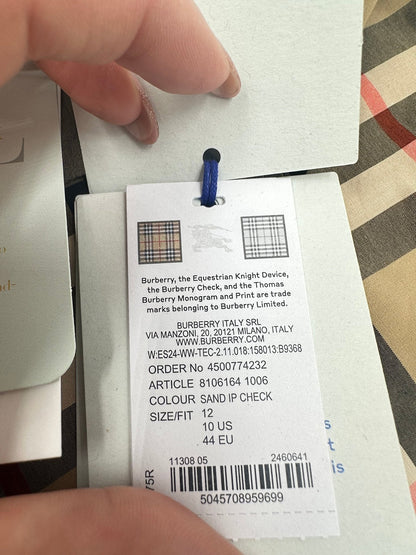 Burberry, the Equestrian Knight Device,
the Burberry Check, and the Thomas
Burberry Monogram and Print are trade
marks belonging to Burberry Limited.
BURBERRY ITALY SRL
VIA MANZONI, 20, 20121 MILANO, ITALY
WWW.BURBERRY.COM
W:ES24-WW-TEC-2.11.018:158013:B9368
ORDER No 4500774232
ARTICLE 8106164 1006
COLOUR SAND IP CHECK
SIZE/FIT 12
10 US
44 EU
11308 05 2460641
5045708959699
75R
s
t
is